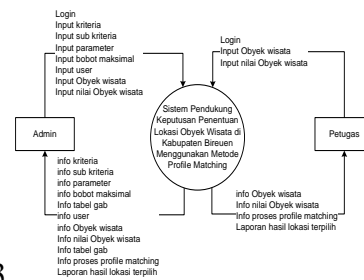 Login
Input kriteria
Input sub kriteria
Input parameter
Input bobot maksimal
Input user
Input Obyek wisata
Input nilai Obyek wisata
Login
Input Obyek wisata
Input nilai Obyek wisata
Admin
Sistem Pendukung
Keputusan Penentuan
Lokasi Obyek Wisata di
Kabupaten Bireuen
Menggunakan Metode
Profile Matching
Petugas
info kriteria
info sub kriteria
info parameter
info bobot maksimal
Info tabel gab
info user
info Obyek wisata
Info nilai Obyek wisata
Info tabel gab
Info proses profile matching
Laporan hasil lokasi terpilih
info Obyek wisata
Info nilai Obyek wisata
Info proses profile matching
Laporan hasil lokasi terpilih